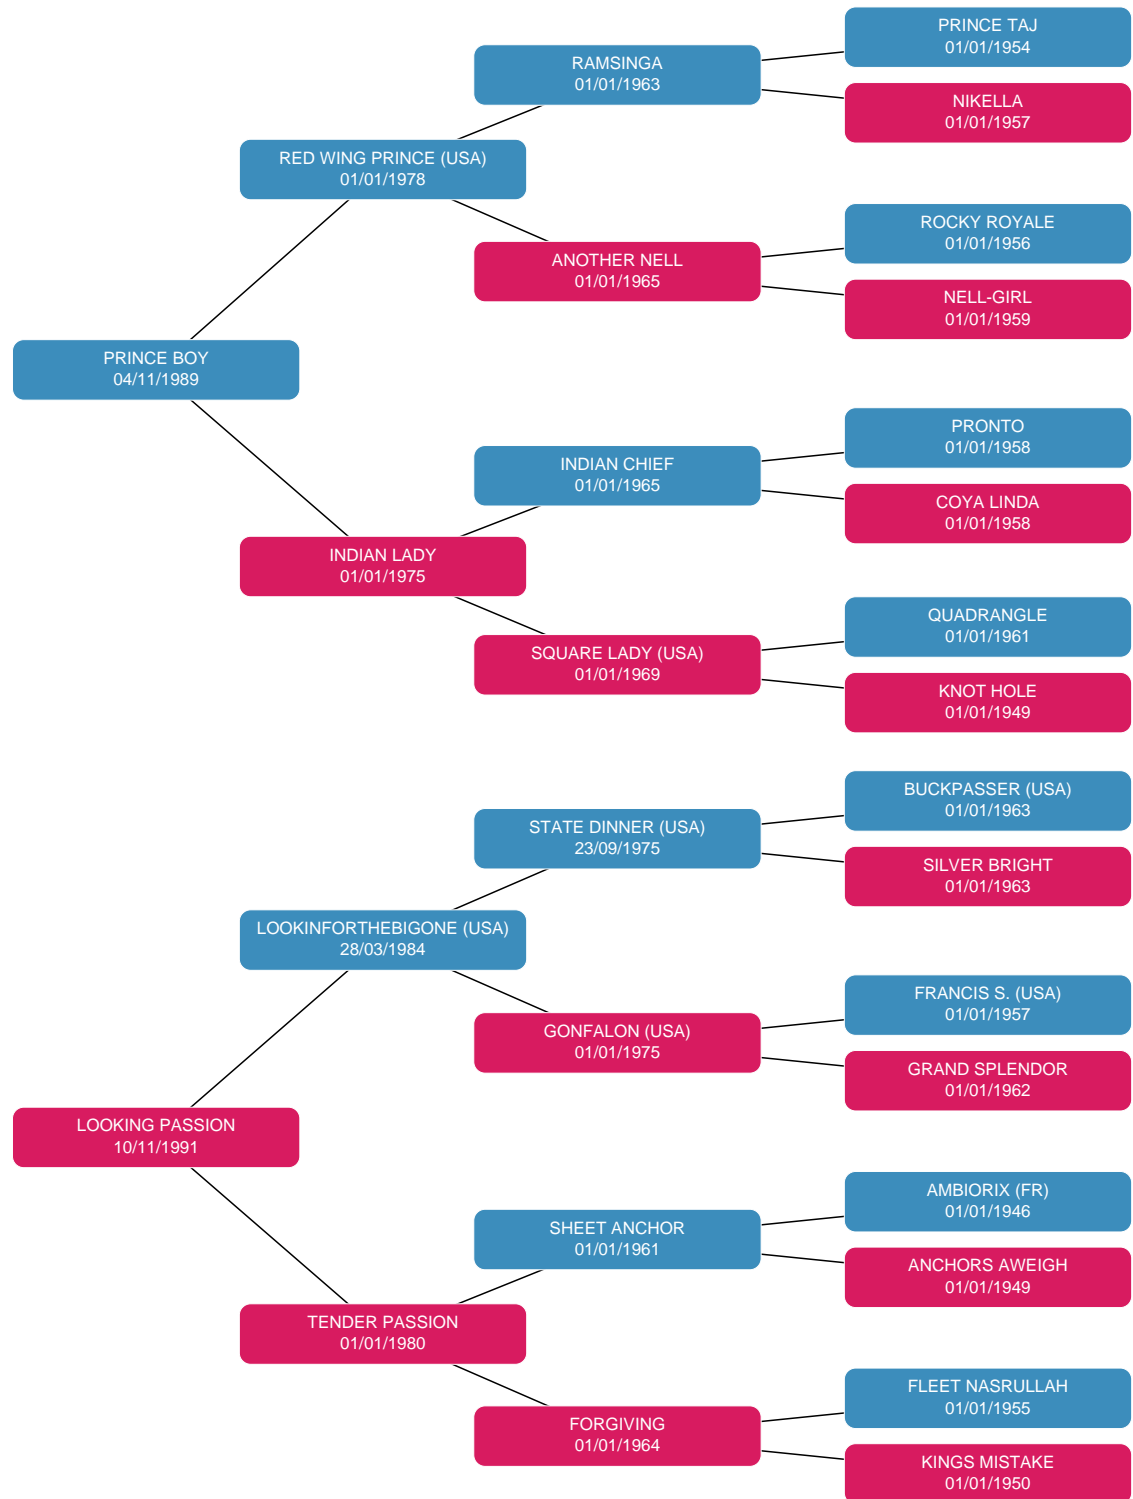 PRINCE TAJ
01/01/1954
RAMSINGA
01/01/1963
NIKELLA
01/01/1957
RED WING PRINCE (USA)
01/01/1978
ROCKY ROYALE
01/01/1956
ANOTHER NELL
01/01/1965
NELL-GIRL
01/01/1959
PRINCE BOY
04/11/1989
PRONTO
01/01/1958
INDIAN CHIEF
01/01/1965
COYA LINDA
01/01/1958
INDIAN LADY
01/01/1975
QUADRANGLE
01/01/1961
SQUARE LADY (USA)
01/01/1969
KNOT HOLE
01/01/1949
BUCKPASSER (USA)
01/01/1963
STATE DINNER (USA)
23/09/1975
SILVER BRIGHT
01/01/1963
LOOKINFORTHEBIGONE (USA)
28/03/1984
FRANCIS S. (USA)
01/01/1957
GONFALON (USA)
01/01/1975
GRAND SPLENDOR
01/01/1962
LOOKING PASSION
10/11/1991
AMBIORIX (FR)
01/01/1946
SHEET ANCHOR
01/01/1961
ANCHORS AWEIGH
01/01/1949
TENDER PASSION
01/01/1980
FLEET NASRULLAH
01/01/1955
FORGIVING
01/01/1964
KINGS MISTAKE
01/01/1950